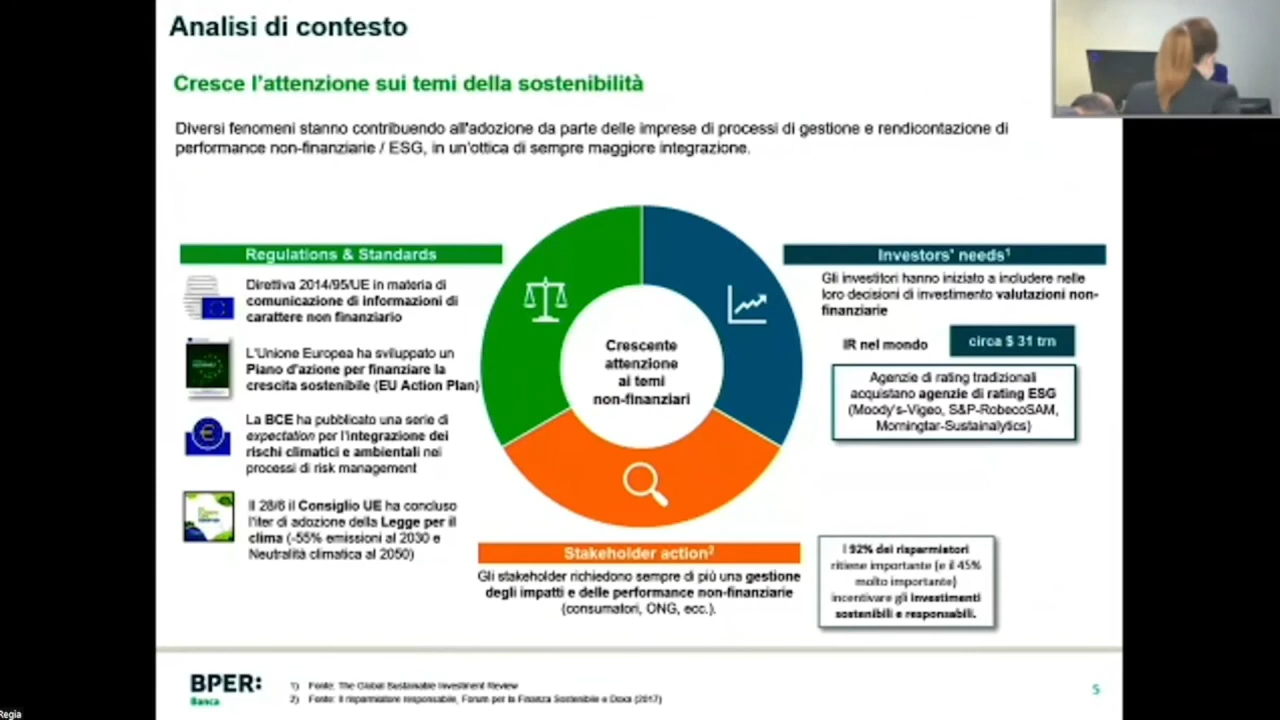 Analisi di contesto
Cresce l'attenzione sui temi della sostenibilità
Diversi fenomeni stanno contribuendo all'adozione da parte delle imprese di processi di gestione e rendicontazione di
performance non-finanziarie / ESG, in un'ottica di sempre maggiore integrazione.
Regulations & Standards
Direttiva 2014/95/UE in materia di
comunicazione di informazioni di
carattere non finanziario
L'Unione Europea ha sviluppato un
Piano d'azione per finanziare la
crescita sostenibile (EU Action Plan)
La BCE ha pubblicato una serie di
expectation per l'integrazione dei
rischi climatici e ambientali nei
processi di risk management
Il 28/6 il Consiglio UE ha concluso
l'iter di adozione della Legge per il
clima (-55% emissioni al 2030 e
Neutralità climatica al 2050)
Crescente
attenzione
ai temi
non-finanziari
Investors' needs¹
Gli investitori hanno iniziato a includere nelle
loro decisioni di investimento valutazioni non-
finanziarie
IR nel mondo
circa $ 31 trn
Agenzie di rating tradizionali
acquistano agenzie di rating ESG
(Moody's-Vigeo, S&P-RobecoSAM,
Morningtar-Sustainalytics)
Stakeholder action²
Gli stakeholder richiedono sempre di più una gestione
degli impatti e delle performance non-finanziarie
(consumatori, ONG, ecc.).
I 92% dei risparmiatori
ritiene importante (e il 45%
molto importante)
incentivare gli investimenti
sostenibili e responsabili.
BPER:
Banca
1) Fonte: The Global Sustainable Investment Review
2) Fonte: Il risparmiatore responsabile, Forum per la Finanza Sostenibile e Doxa (2017)
5
Regia